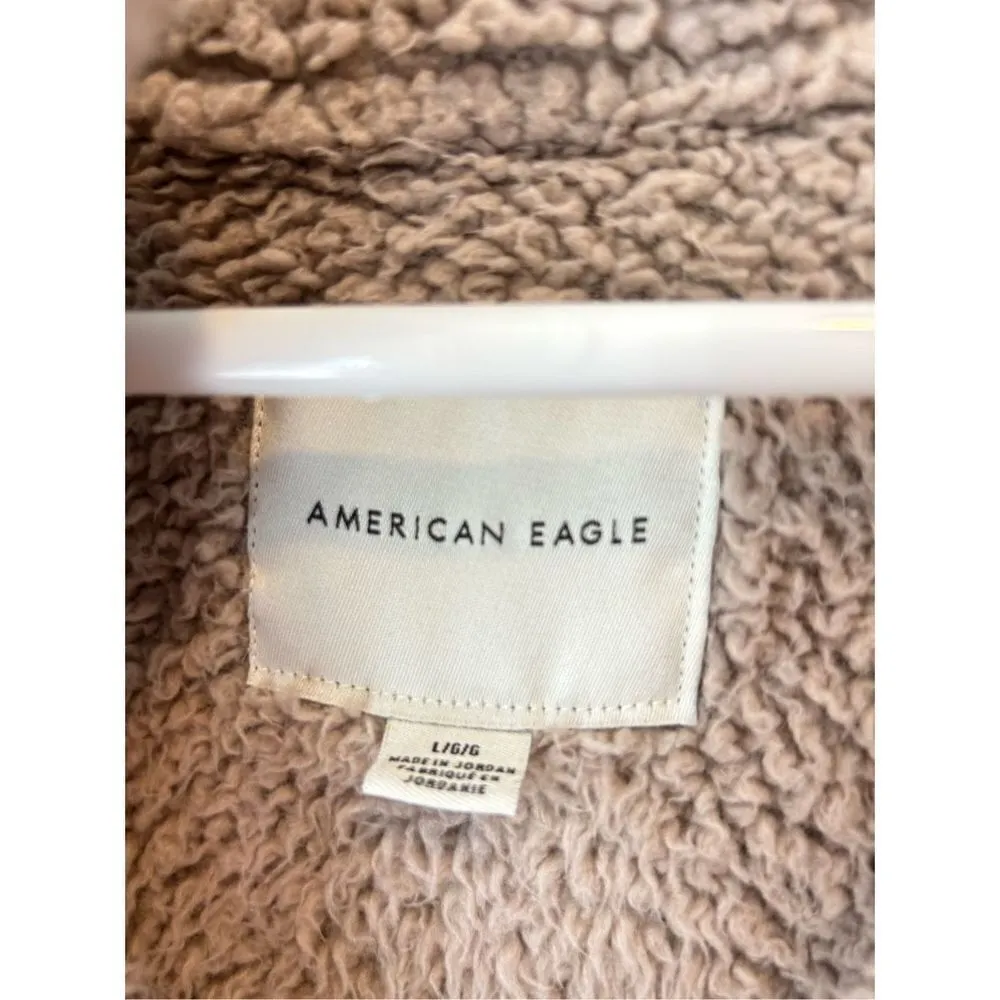 AMERICAN EAGLE
L/G/G
MADE IN JORDAN
FABRIQUÉ EN
JORDANIE